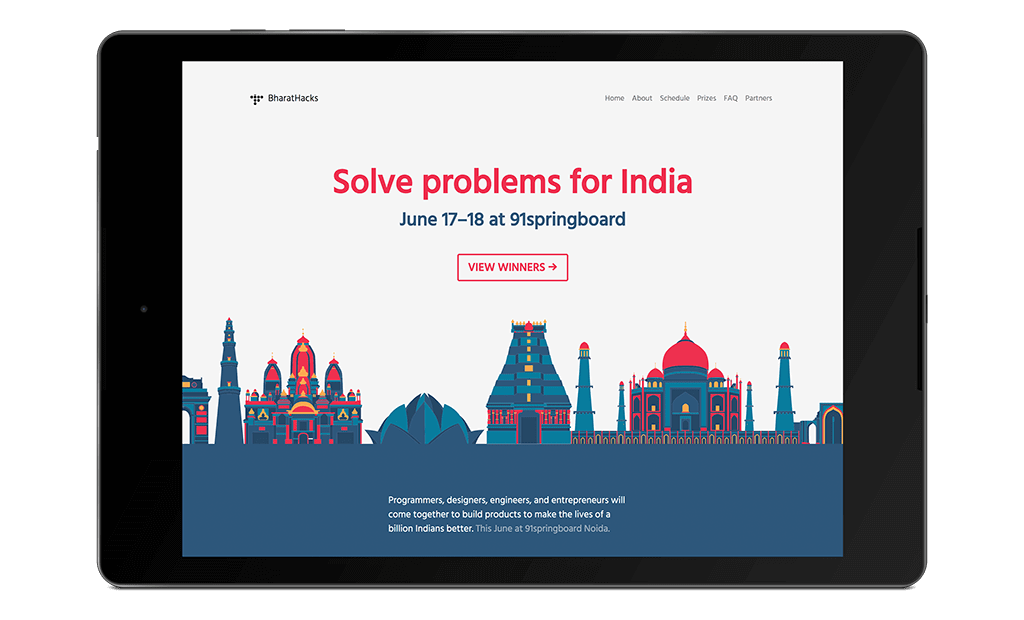 BharatHacks
Home About Schedule Prizes FAQ Partners
Solve problems for India
June 17–18 at 91springboard
VIEW WINNERS →
Programmers, designers, engineers, and entrepreneurs will
come together to build products to make the lives of a
billion Indians better. This June at 91springboard Noida.